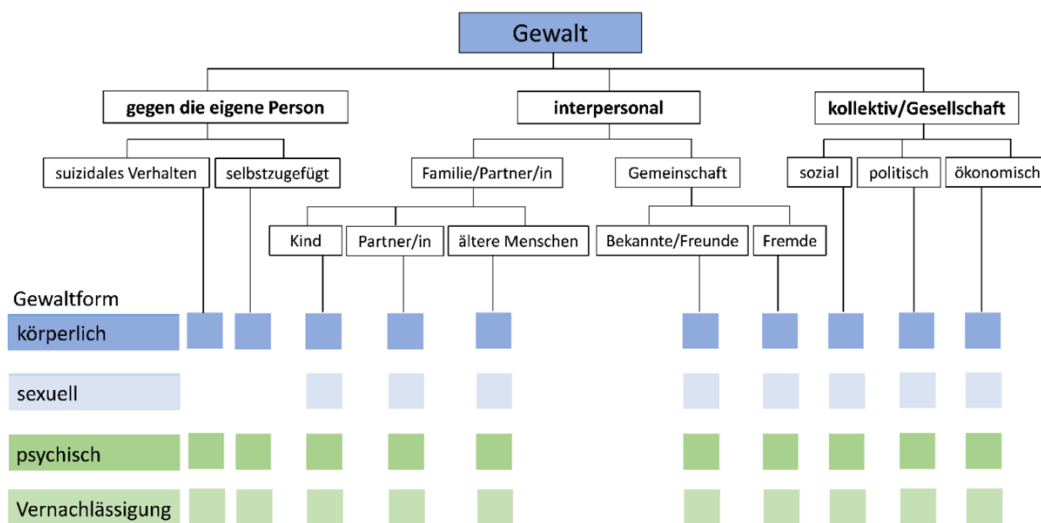 Gewalt
gegen die eigene Person
interpersonal
kollektiv/Gesellschaft
suizidales Verhalten
selbstzugefügt
Familie/Partner/in
Gemeinschaft
sozial
politisch
ökonomisch
Kind
Partner/in
ältere Menschen
Bekannte/Freunde
Fremde
Gewaltform
körperlich
sexuell
psychisch
Vernachlässigung